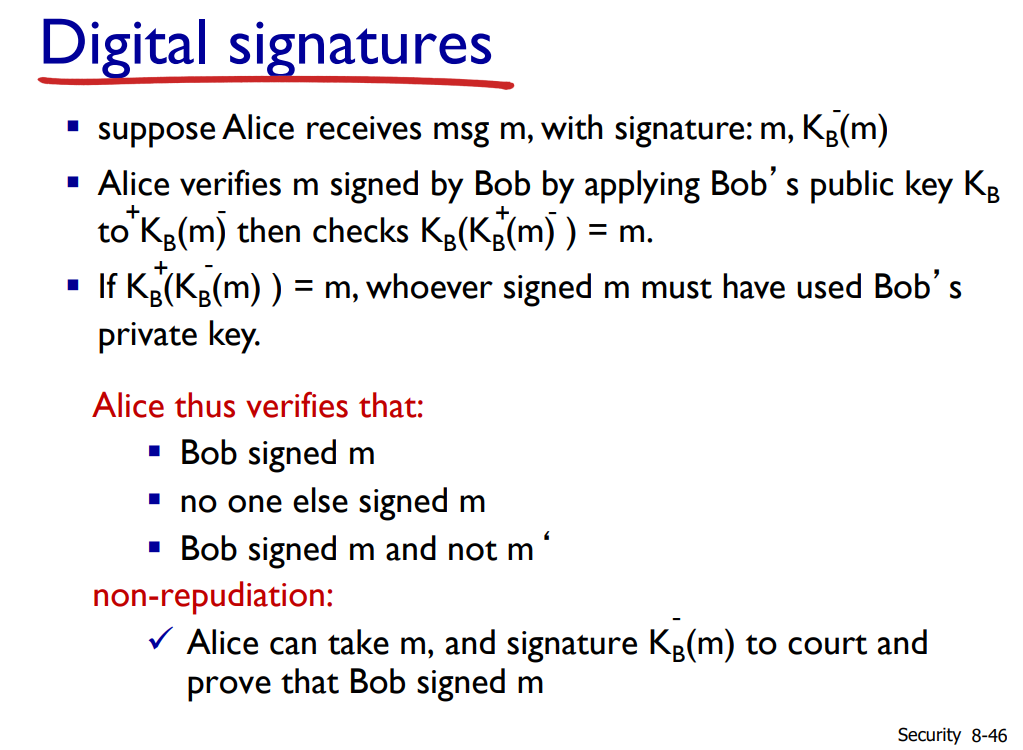 Digital signatures
▪ suppose Alice receives msg m, with signature: m, K̄_B(m)
▪ Alice verifies m signed by Bob by applying Bob’ s public key K_B
to⁺K_B(m)⁻ then checks K_B(K_B⁺(m)⁻ ) = m.
▪ If K_B⁺(K_B⁻(m) ) = m, whoever signed m must have used Bob’ s
private key.
Alice thus verifies that:
▪ Bob signed m
▪ no one else signed m
▪ Bob signed m and not m ‘
non-repudiation:
✓ Alice can take m, and signature K_B⁻(m) to court and
prove that Bob signed m
Security 8-46